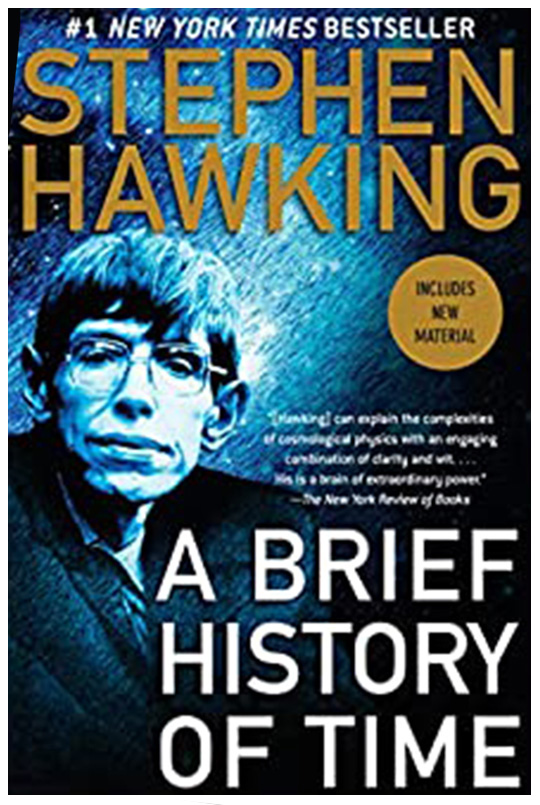 #1 NEW YORK TIMES BESTSELLER
STEPHEN
HAWKING
INCLUDES
NEW
MATERIAL
"[Hawking] can explain the complexities
of cosmological physics with an engaging
combination of clarity and wit. . . .
His is a brain of extraordinary power."
—The New York Review of Books
A BRIEF
HISTORY
OF TIME